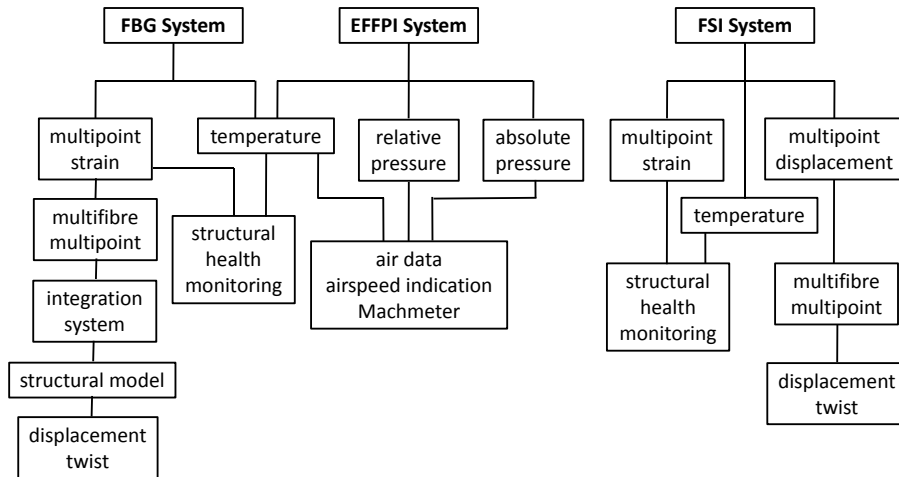 FBG System
EFFPI System
FSI System
multipoint
strain
temperature
relative
pressure
absolute
pressure
multipoint
strain
multipoint
displacement
multifibre
multipoint
structural
health
monitoring
air data
airspeed indication
Machmeter
temperature
integration
system
structural
health
monitoring
multifibre
multipoint
structural model
displacement
twist
displacement
twist